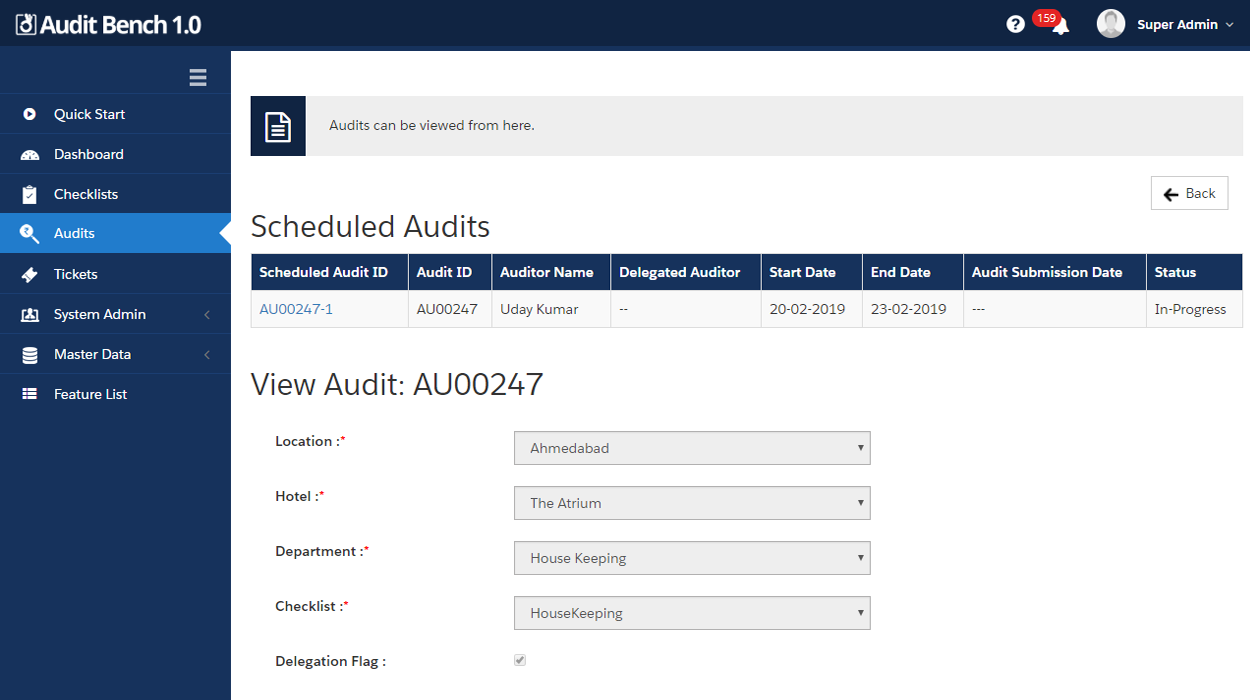 Audit Bench 1.0
? 159 Super Admin
Quick Start
Dashboard
Checklists
Audits
Tickets
System Admin
Master Data
Feature List
Audits can be viewed from here.
Back
Scheduled Audits
Scheduled Audit ID Audit ID Auditor Name Delegated Auditor Start Date End Date Audit Submission Date Status
AU00247-1 AU00247 Uday Kumar -- 20-02-2019 23-02-2019 --- In-Progress
View Audit: AU00247
Location :* Ahmedabad
Hotel :* The Atrium
Department :* House Keeping
Checklist :* HouseKeeping
Delegation Flag :